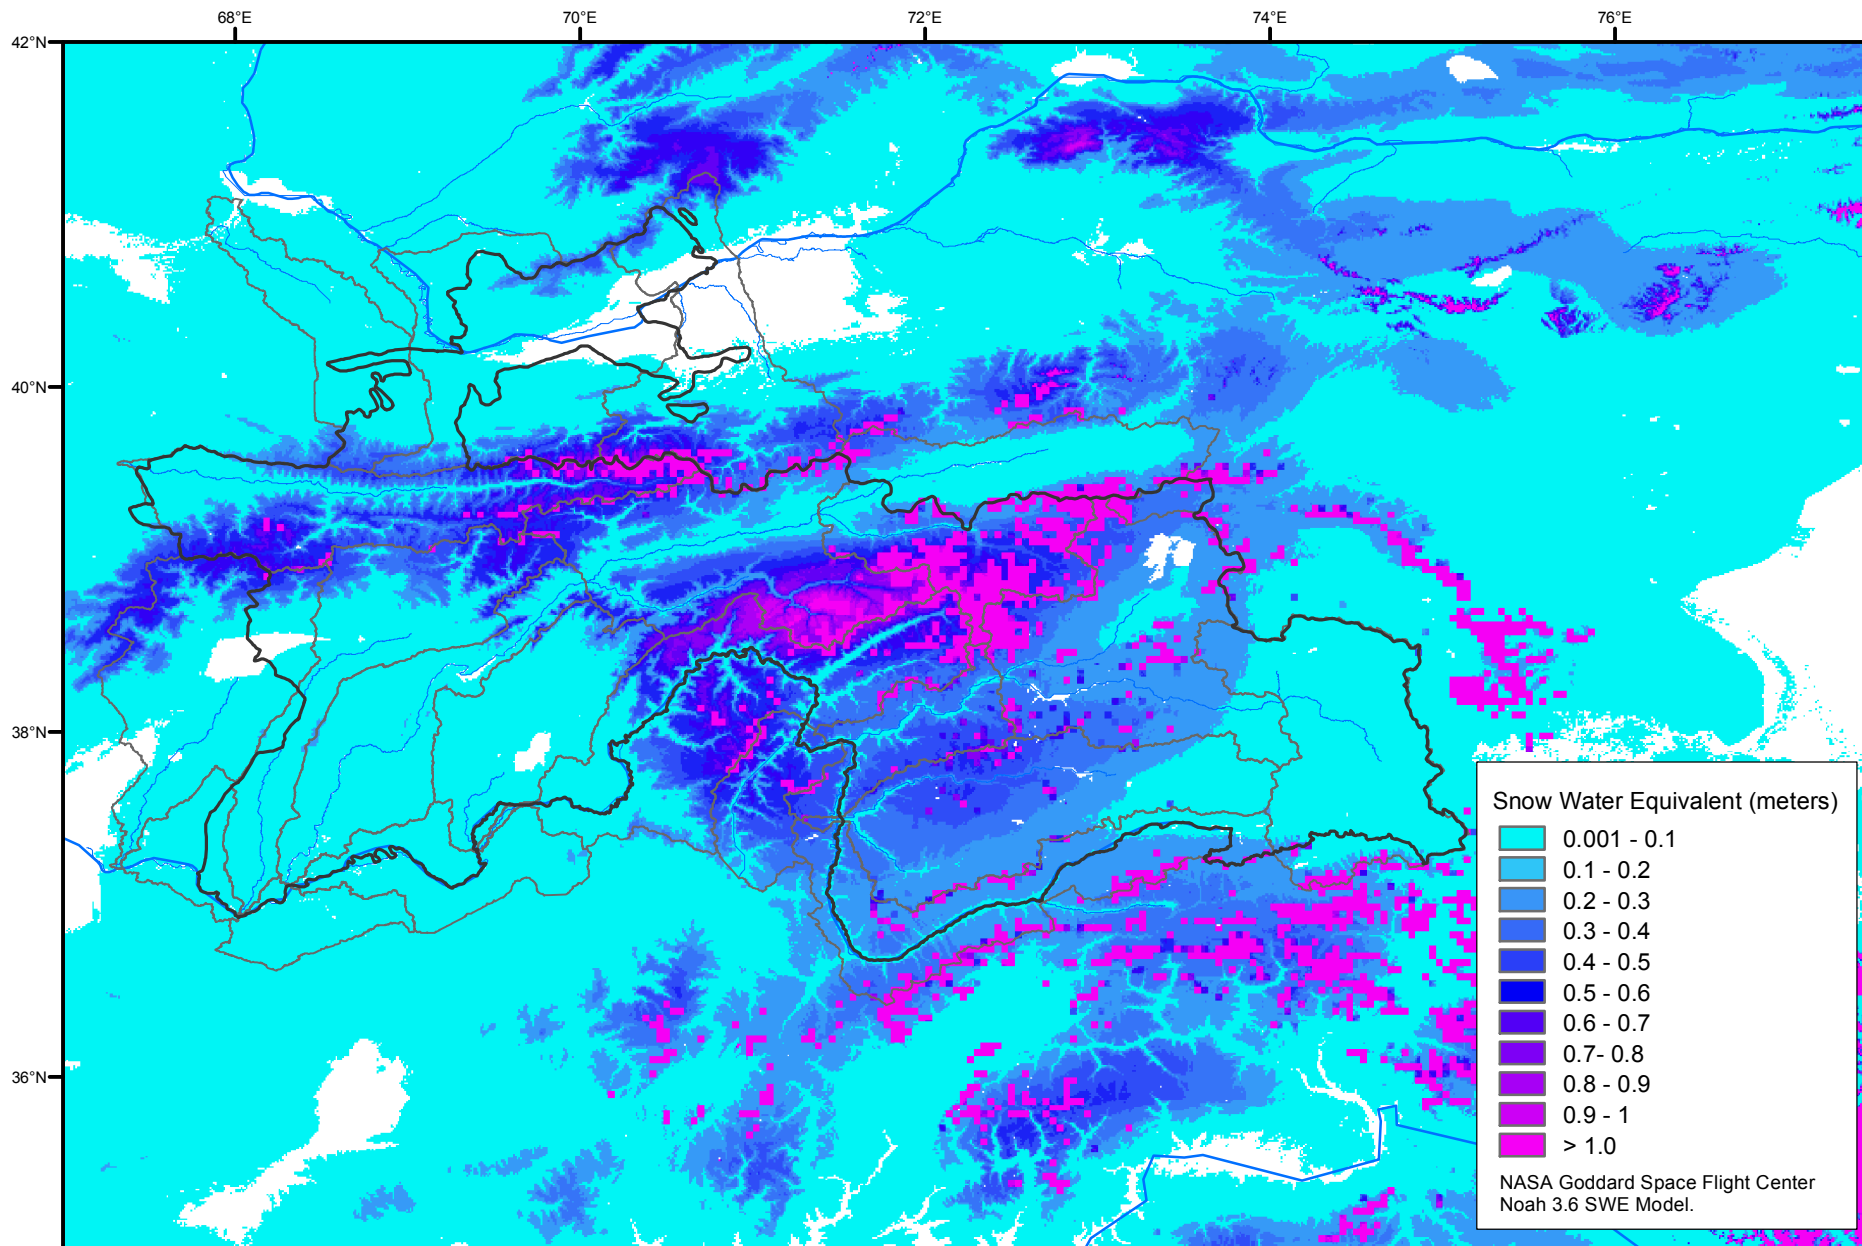 68°E 70°E 72°E 74°E 76°E
42°N
40°N
38°N
36°N
Snow Water Equivalent (meters)
0.001 - 0.1
0.1 - 0.2
0.2 - 0.3
0.3 - 0.4
0.4 - 0.5
0.5 - 0.6
0.6 - 0.7
0.7- 0.8
0.8 - 0.9
0.9 - 1
> 1.0
NASA Goddard Space Flight Center
Noah 3.6 SWE Model.